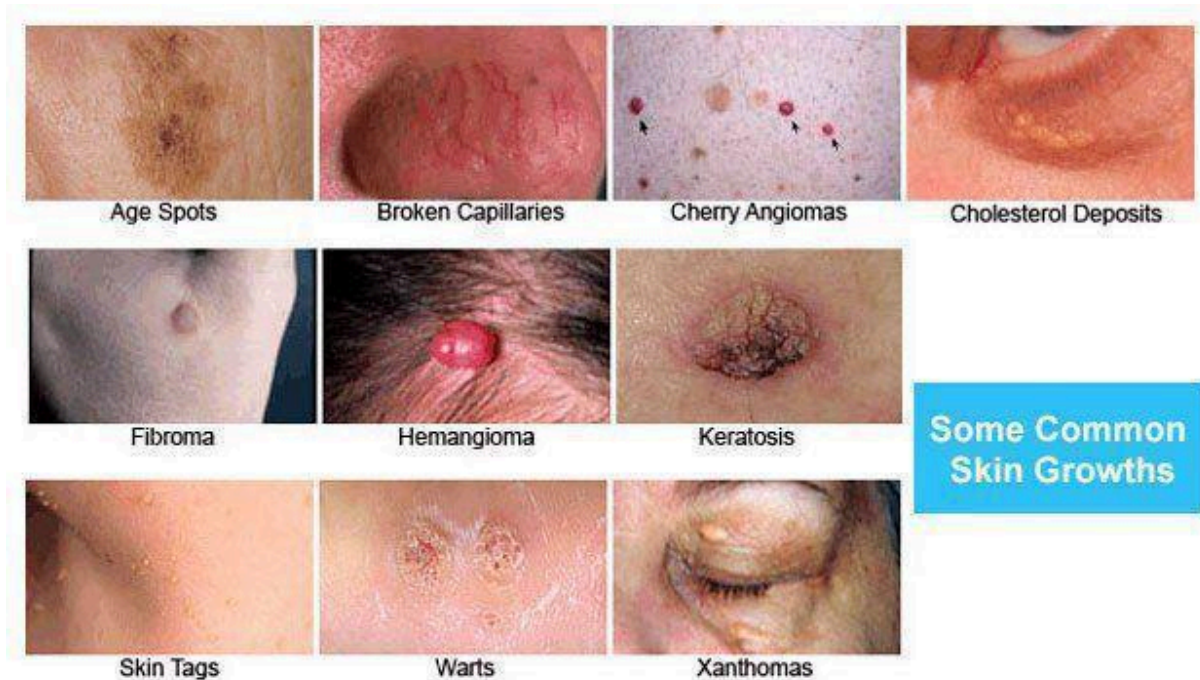 Age Spots
Broken Capillaries
Cherry Angiomas
Cholesterol Deposits
Fibroma
Hemangioma
Keratosis
Some Common
Skin Growths
Skin Tags
Warts
Xanthomas